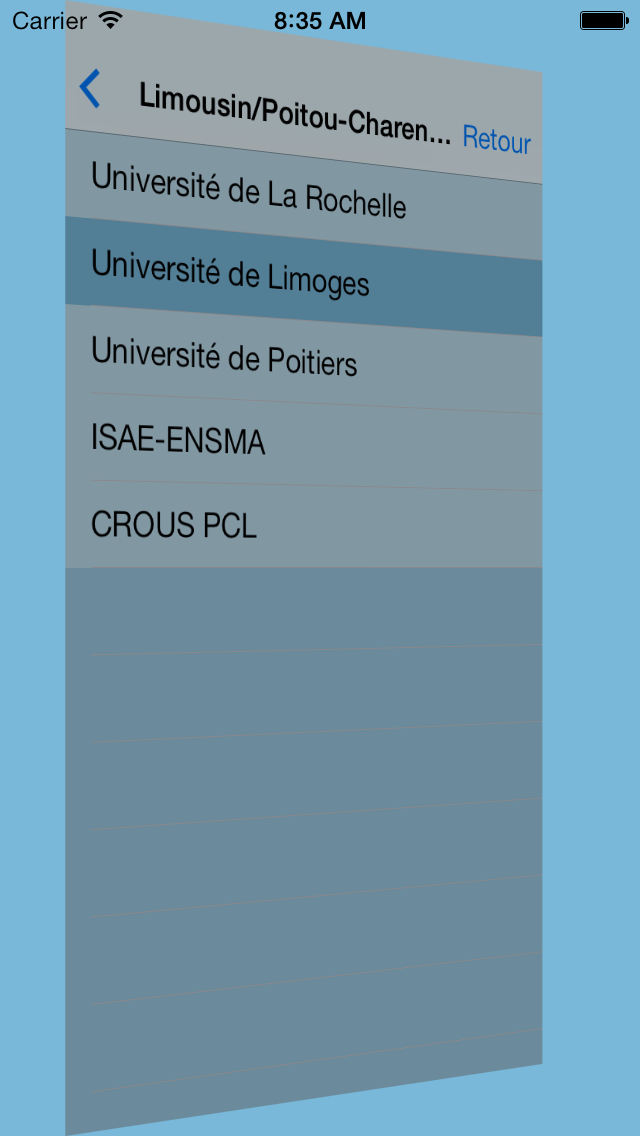 Carrier 8:35 AM
Limousin/Poitou-Charen... Retour
Université de La Rochelle
Université de Limoges
Université de Poitiers
ISAE-ENSMA
CROUS PCL